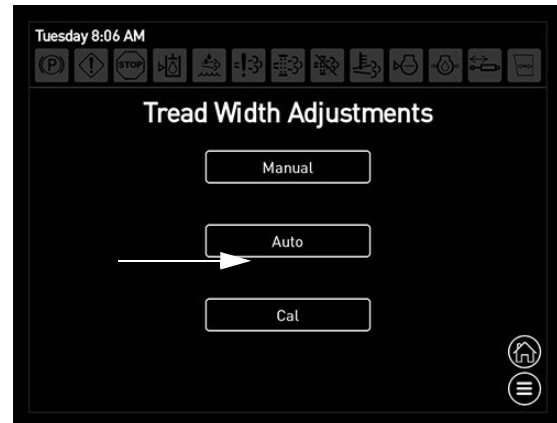 Tuesday 8:06 AM
(P) STOP
Tread Width Adjustments
Manual
Auto
Cal